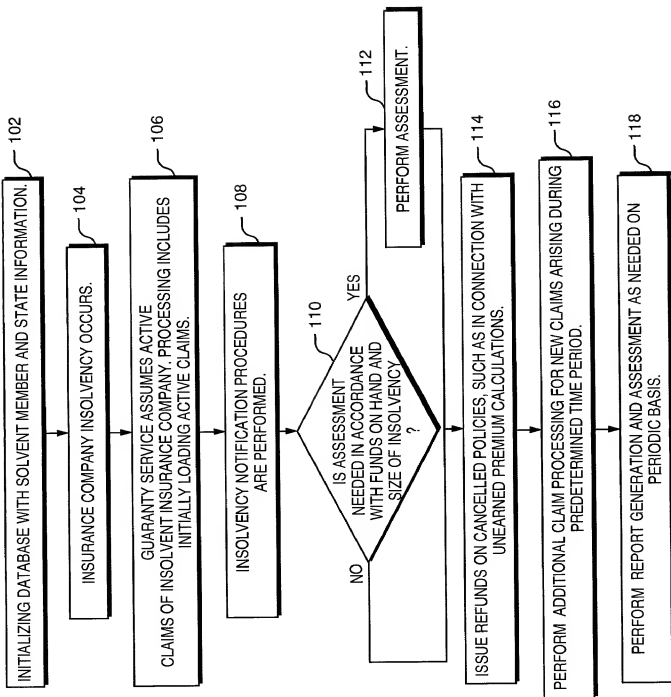 102
INITIALIZING DATABASE WITH SOLVENT MEMBER AND STATE INFORMATION.
104
INSURANCE COMPANY INSOLVENCY OCCURS.
106
GUARANTY SERVICE ASSUMES ACTIVE
CLAIMS OF INSOLVENT INSURANCE COMPANY. PROCESSING INCLUDES
INITIALLY LOADING ACTIVE CLAIMS.
108
INSOLVENCY NOTIFICATION PROCEDURES
ARE PERFORMED.
110
IS ASSESSMENT
NEEDED IN ACCORDANCE
WITH FUNDS ON HAND AND
SIZE OF INSOLVENCY
?
NO
YES
112
PERFORM ASSESSMENT.
114
ISSUE REFUNDS ON CANCELLED POLICIES, SUCH AS IN CONNECTION WITH
UNEARNED PREMIUM CALCULATIONS.
116
PERFORM ADDITIONAL CLAIM PROCESSING FOR NEW CLAIMS ARISING DURING
PREDETERMINED TIME PERIOD.
118
PERFORM REPORT GENERATION AND ASSESSMENT AS NEEDED ON
PERIODIC BASIS.